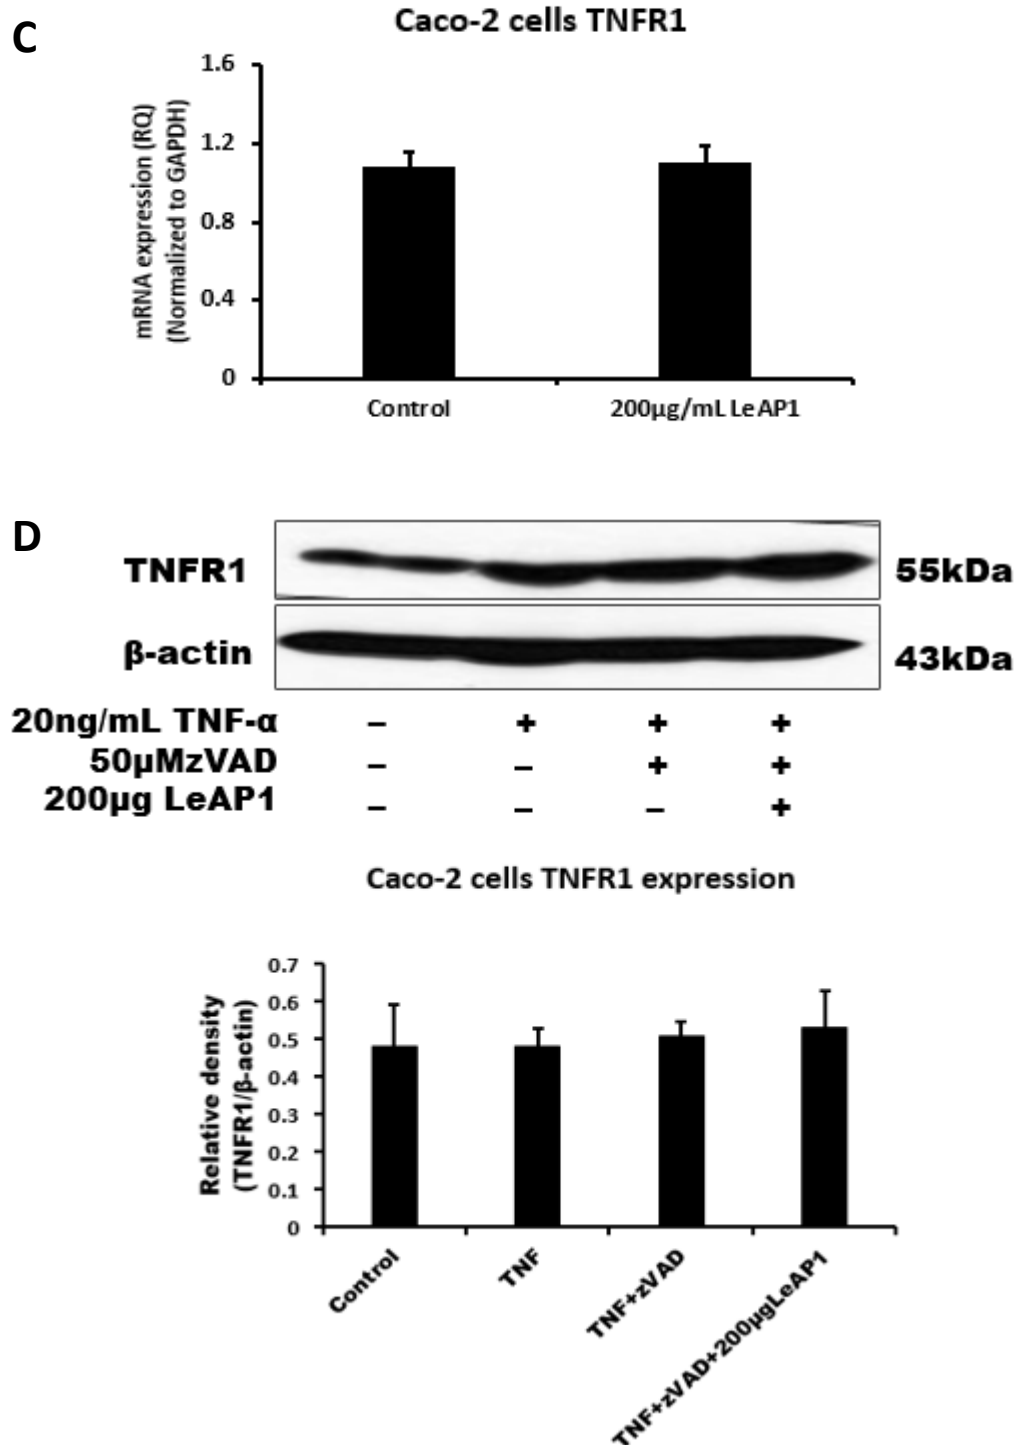 C
Caco-2 cells TNFR1
mRNA expression (RQ)
(Normalized to GAPDH)
1.6
1.2
0.8
0.4
0
Control
200µg/mL LeAP1
D
TNFR1
55kDa
β-actin
43kDa
20ng/mL TNF-α – + + +
50µMzVAD – – + +
200µg LeAP1 – – – +
Caco-2 cells TNFR1 expression
Relative density
(TNFR1/β-actin)
0.7
0.6
0.5
0.4
0.3
0.2
0.1
0
Control
TNF
TNF+zVAD
TNF+zVAD+200µgLeAP1